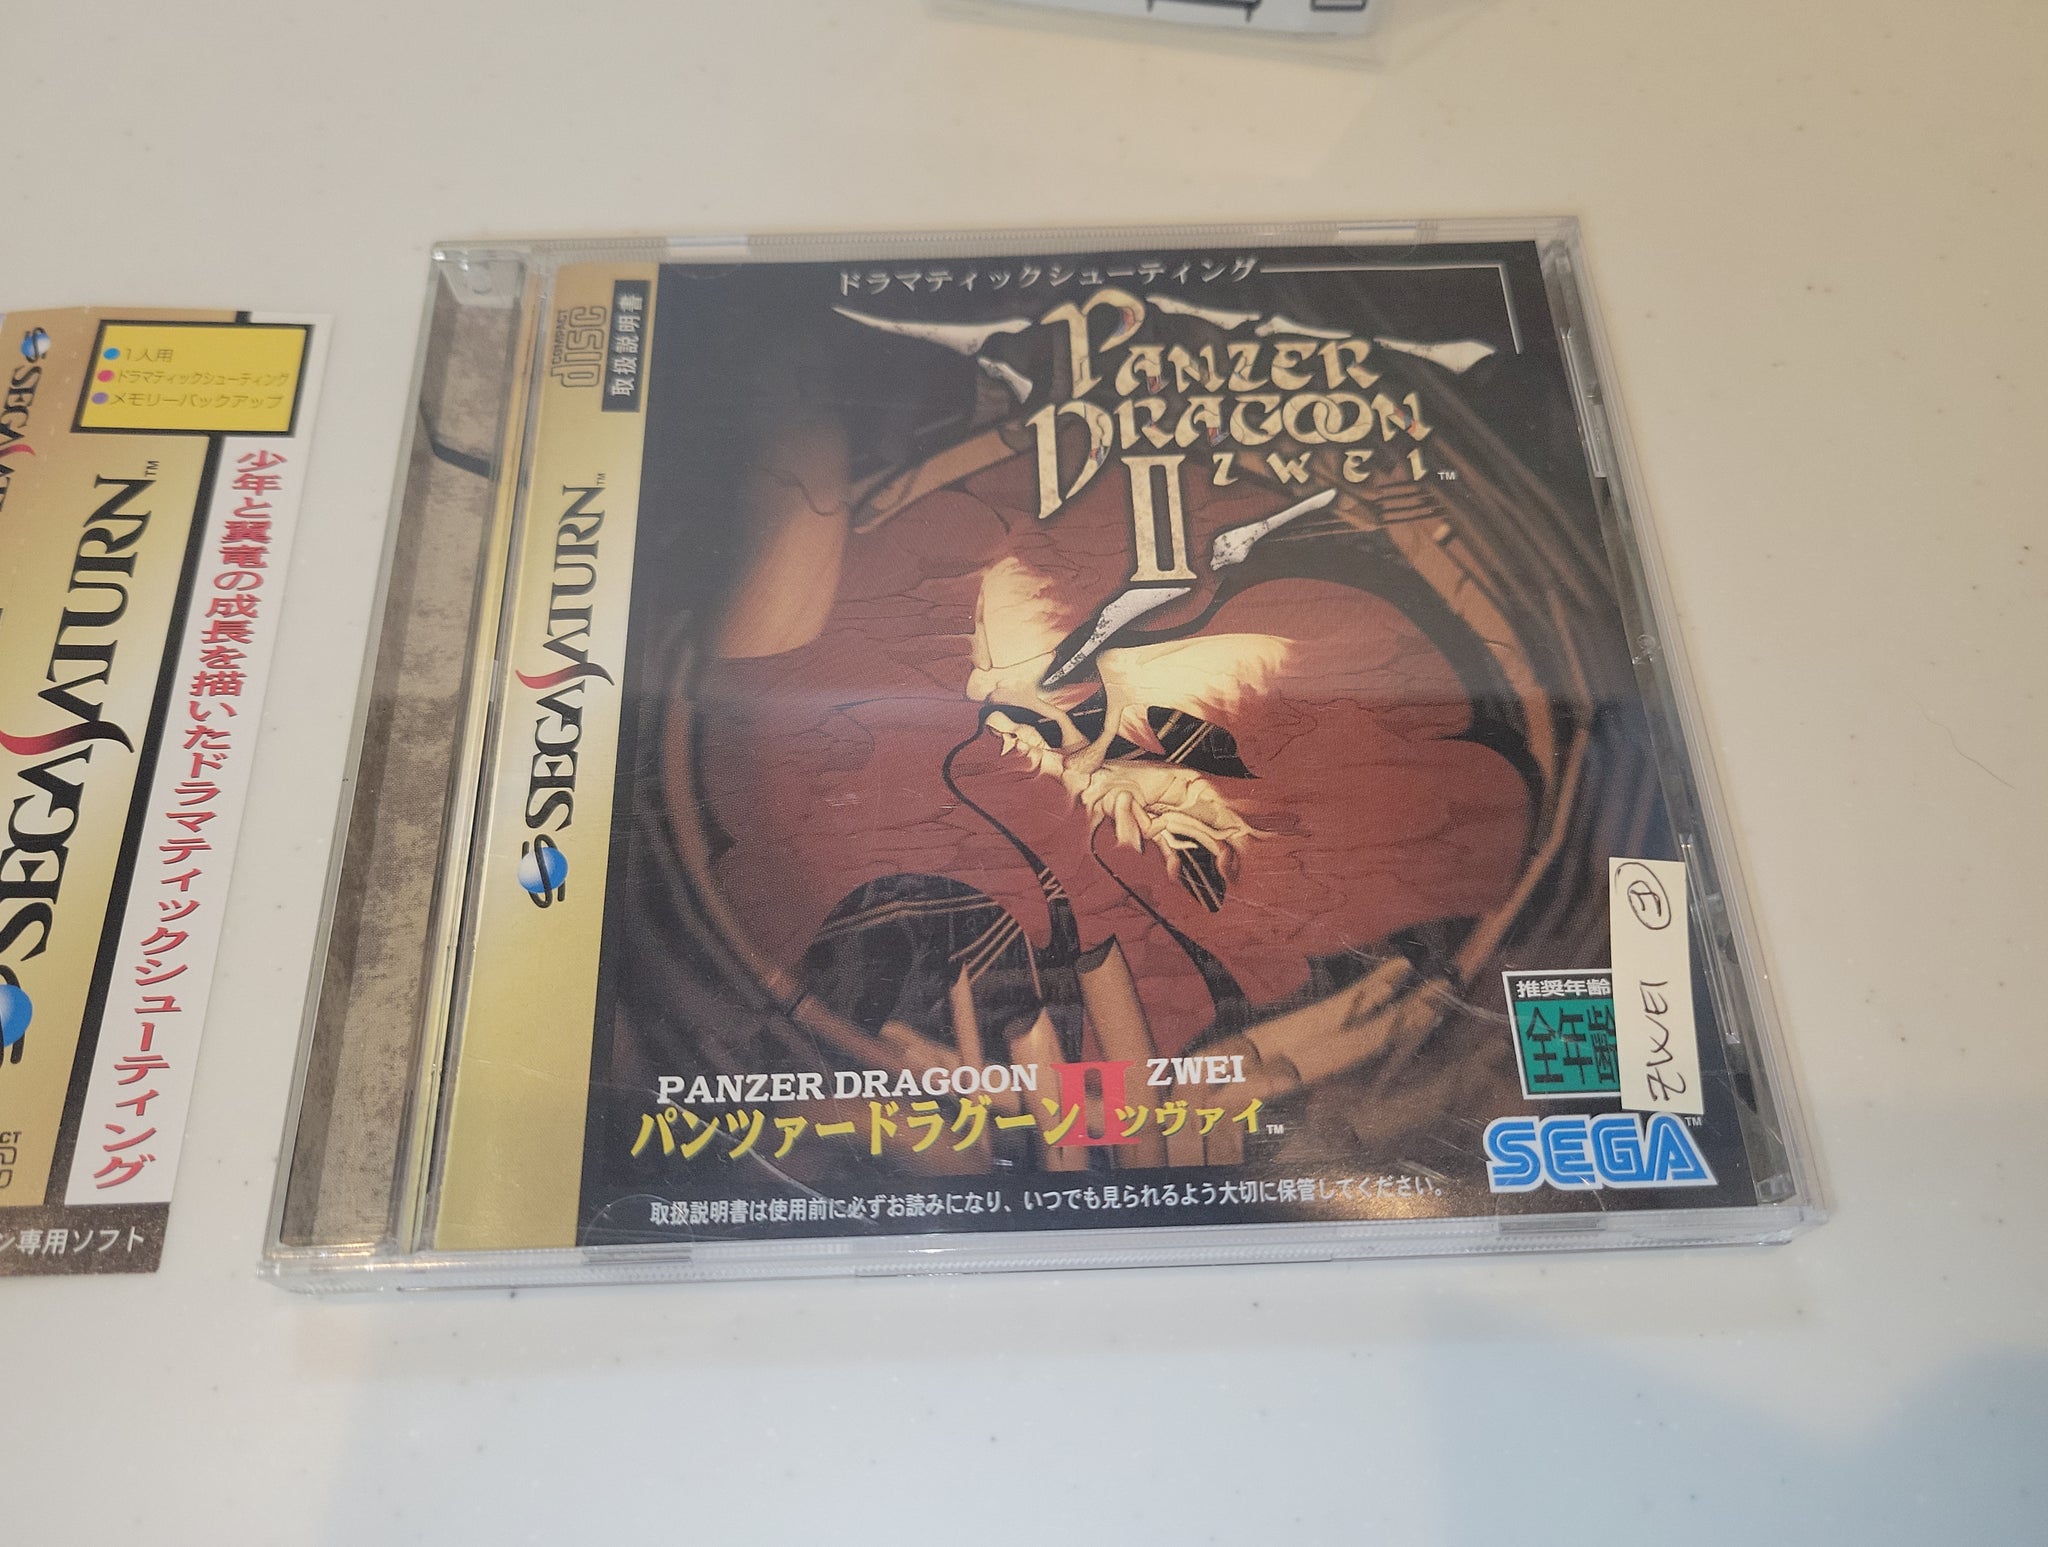 ●1人用
●ドラマティックシューティング
●メモリーバックアップ
少年と翼竜の成長を描いたドラマティックシューティング
SEGA SATURN™
SEGA SA
ン専用ソフト
COMPACT
disc
取扱説明書
SEGA SATURN™
ドラマティックシューティング
PANZER
DRAGOON
II ZWEI™
PANZER DRAGOON II ZWEI
パンツァードラグーンII ツヴァイ™
取扱説明書は使用前に必ずお読みになり、いつでも見られるよう大切に保管してください。
推奨年齢
全年齢
ZWEI
SEGA™